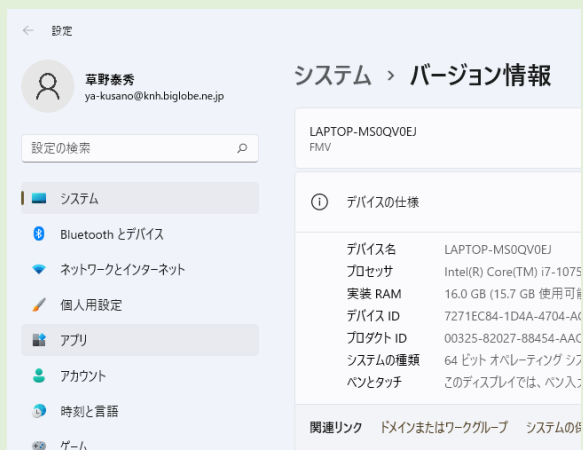 設定
草野泰秀
ya-kusano@knh.biglobe.ne.jp
設定の検索
システム
Bluetooth とデバイス
ネットワークとインターネット
個人用設定
アプリ
アカウント
時刻と言語
ゲーム
システム › バージョン情報
LAPTOP-MS0QV0EJ
FMV
デバイスの仕様
デバイス名 LAPTOP-MS0QV0EJ
プロセッサ Intel(R) Core(TM) i7-1075
実装 RAM 16.0 GB (15.7 GB 使用可能
デバイス ID 7271EC84-1D4A-4704-A
プロダクト ID 00325-82027-88454-AAO
システムの種類 64 ビット オペレーティング シス
ペンとタッチ このディスプレイでは、ペン入力
関連リンク ドメインまたはワークグループ システムの保